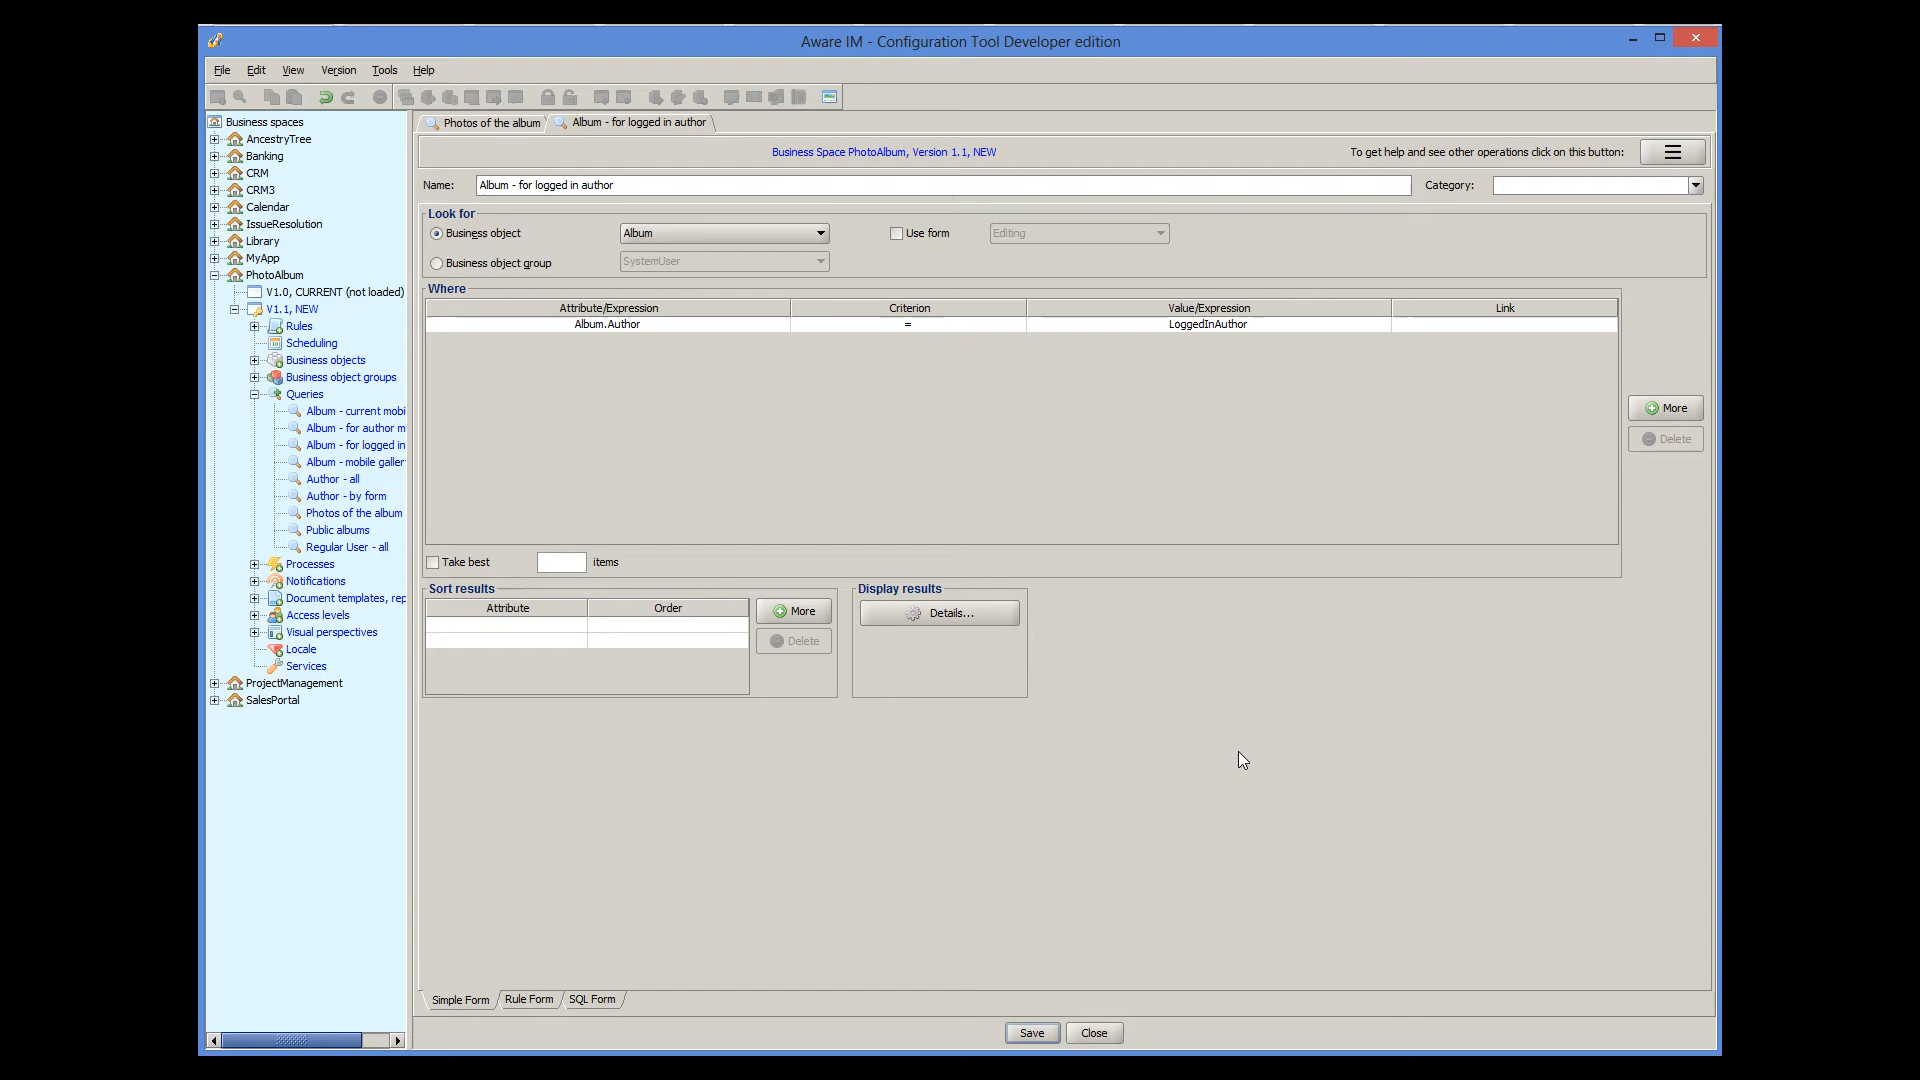 Aware IM - Configuration Tool Developer edition
File Edit View Version Tools Help
Business spaces
AncestryTree
Banking
CRM
CRM3
Calendar
IssueResolution
Library
MyApp
PhotoAlbum
V1.0, CURRENT (not loaded)
V1.1, NEW
Rules
Scheduling
Business objects
Business object groups
Queries
Album - current mobi
Album - for author m
Album - for logged in
Album - mobile galler
Author - all
Author - by form
Photos of the album
Public albums
Regular User - all
Processes
Notifications
Document templates, rep
Access levels
Visual perspectives
Locale
Services
ProjectManagement
SalesPortal
Photos of the album Album - for logged in author
Business Space PhotoAlbum, Version 1.1, NEW To get help and see other operations click on this button:
Name: Album - for logged in author Category:
Look for
Business object Album Use form Editing
Business object group SystemUser
Where
Attribute/Expression Criterion Value/Expression Link
Album.Author = LoggedInAuthor
More
Delete
Take best items
Sort results Display results
Attribute Order More Details...
Delete
Simple Form Rule Form SQL Form
Save Close